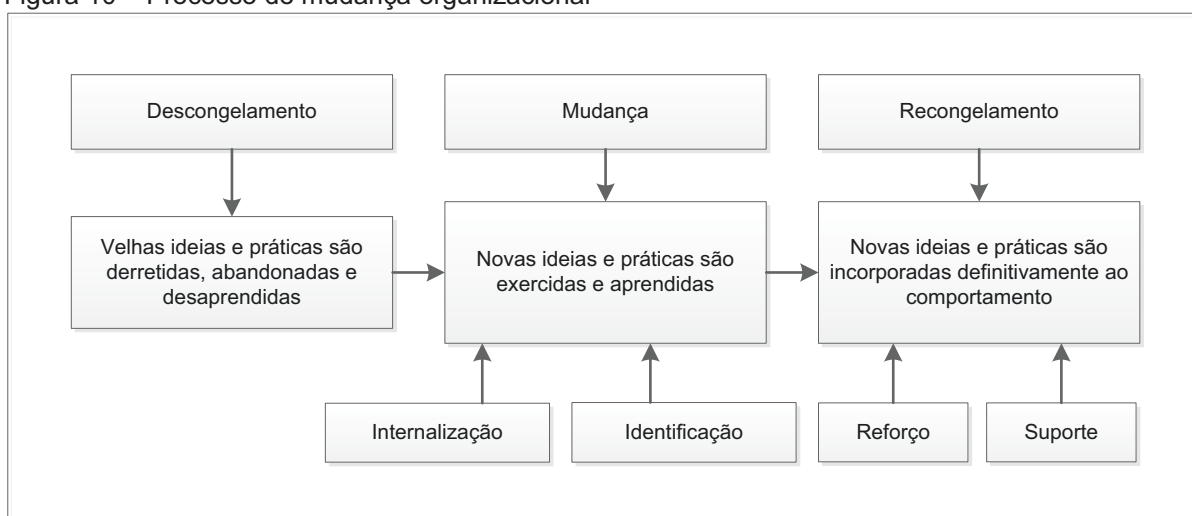 Figura 10 – Processo de mudança organizacional
Descongelamento
Mudança
Recongelamento
Velhas ideias e práticas são
derretidas, abandonadas e
desaprendidas
Novas ideias e práticas são
exercidas e aprendidas
Novas ideias e práticas são
incorporadas definitivamente ao
comportamento
Internalização
Identificação
Reforço
Suporte